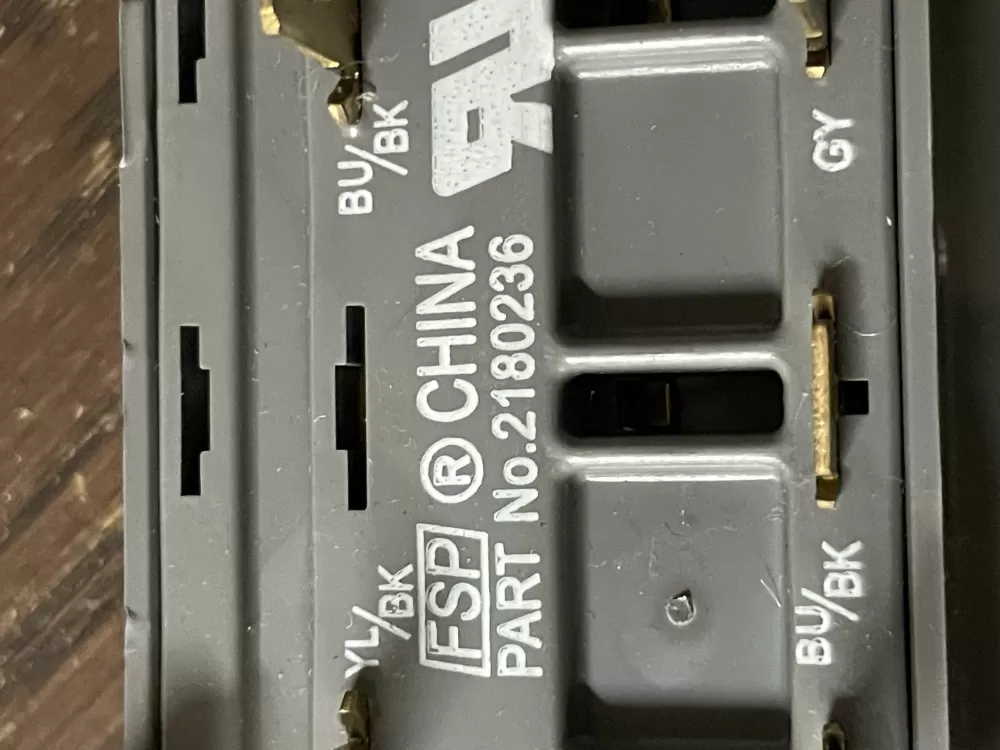 BU/BK
FSP ® CHINA
PART No.2180236
YL/BK
GY
BU/BK